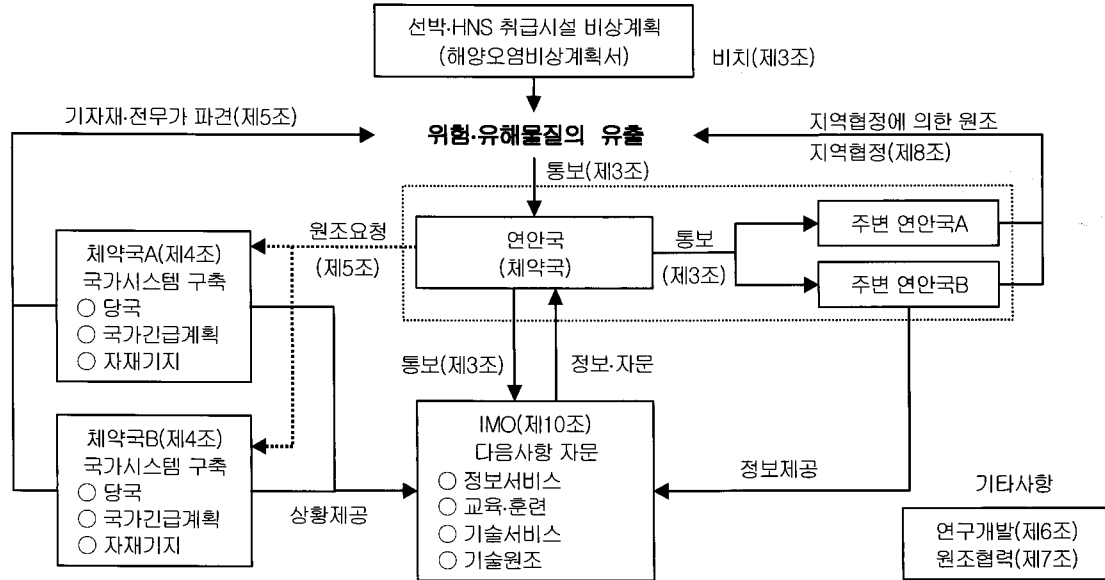 선박·HNS 취급시설 비상계획
(해양오염비상계획서)
비치(제3조)
기자재·전무가 파견(제5조)
위험·유해물질의 유출
지역협정에 의한 원조
지역협정(제8조)
통보(제3조)
원조요청
(제5조)
연안국
(체약국)
통보
(제3조)
주변 연안국A
주변 연안국B
체약국A(제4조)
국가시스템 구축
○ 당국
○ 국가긴급계획
○ 자재기지
통보(제3조)
정보·자문
체약국B(제4조)
국가시스템 구축
○ 당국
○ 국가긴급계획
○ 자재기지
상황제공
IMO(제10조)
다음사항 자문
○ 정보서비스
○ 교육·훈련
○ 기술서비스
○ 기술원조
정보제공
기타사항
연구개발(제6조)
원조협력(제7조)